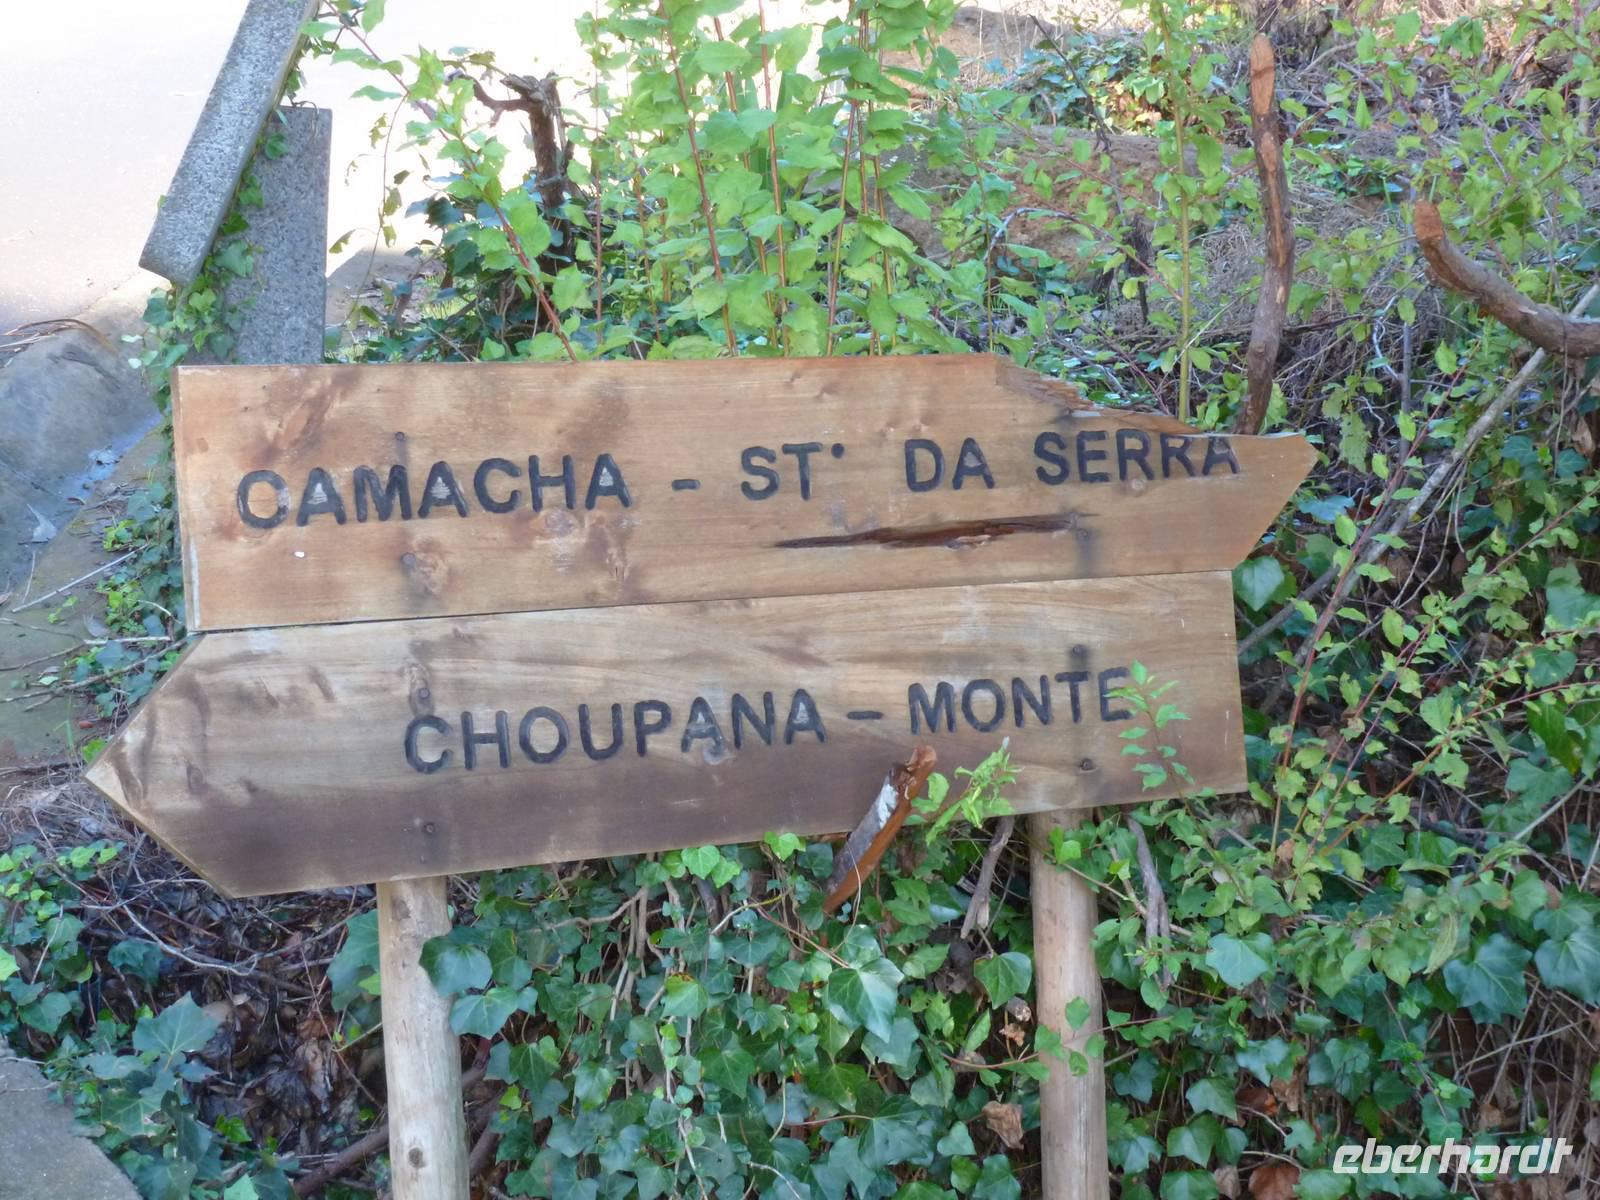 CAMACHA - ST· DA SERRA
CHOUPANA - MONTE
eberhardt